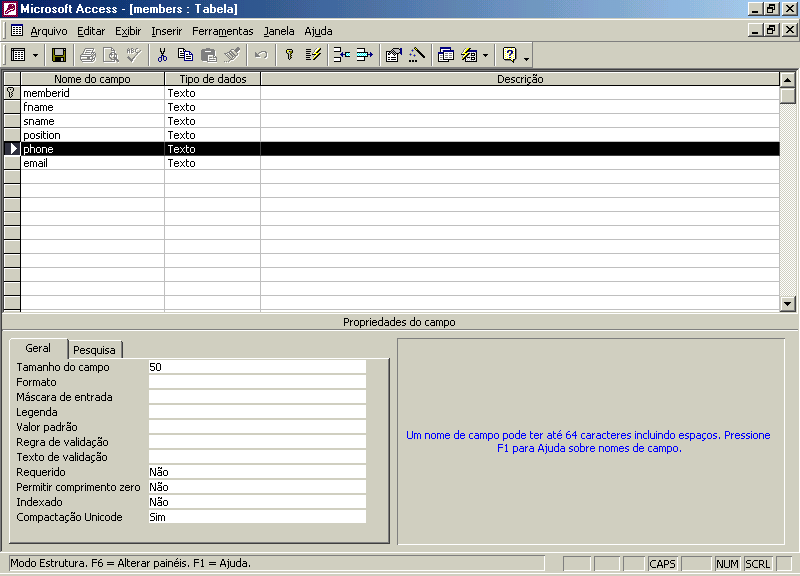 Microsoft Access - [members : Tabela]
Arquivo Editar Exibir Inserir Ferramentas Janela Ajuda
Nome do campo Tipo de dados Descrição
memberid Texto
fname Texto
sname Texto
position Texto
phone Texto
email Texto
Propriedades do campo
Geral Pesquisa
Tamanho do campo 50
Formato
Máscara de entrada
Legenda
Valor padrão
Regra de validação
Texto de validação
Requerido Não
Permitir comprimento zero Não
Indexado Não
Compactação Unicode Sim
Um nome de campo pode ter até 64 caracteres incluindo espaços. Pressione
F1 para Ajuda sobre nomes de campo.
Modo Estrutura. F6 = Alterar painéis. F1 = Ajuda. CAPS NUM SCRL